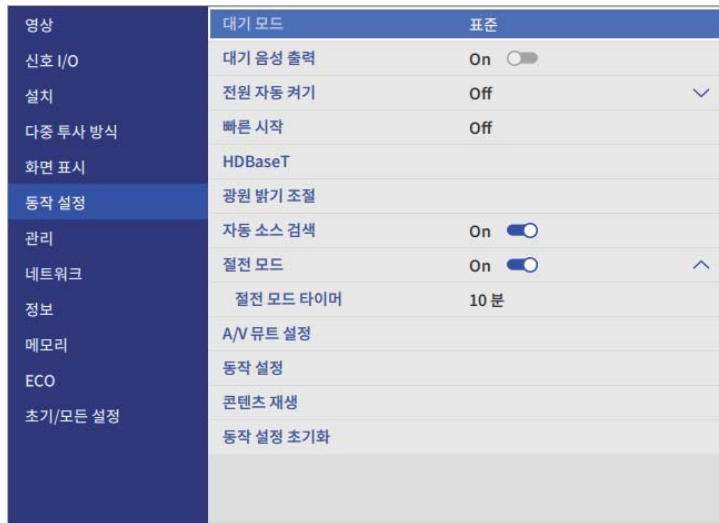 영상
신호 I/O
설치
다중 투사 방식
화면 표시
동작 설정
관리
네트워크
정보
메모리
ECO
초기/모든 설정
대기 모드 표준
대기 음성 출력 On
전원 자동 켜기 Off
빠른 시작 Off
HDBaseT
광원 밝기 조절
자동 소스 검색 On
절전 모드 On
절전 모드 타이머 10 분
A/V 뮤트 설정
동작 설정
콘텐츠 재생
동작 설정 초기화